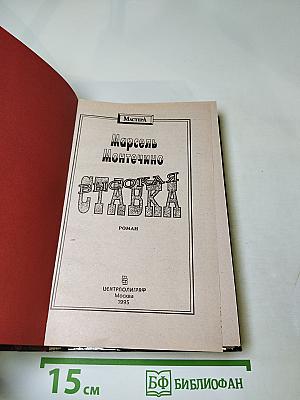 МАСТЕРА
Марсель
Монтечино
ВЫСОКАЯ
СТАВКА
РОМАН
ЦЕНТРПОЛИГРАФ
Москва
1995
15 см
БФ БИБЛИОФАН